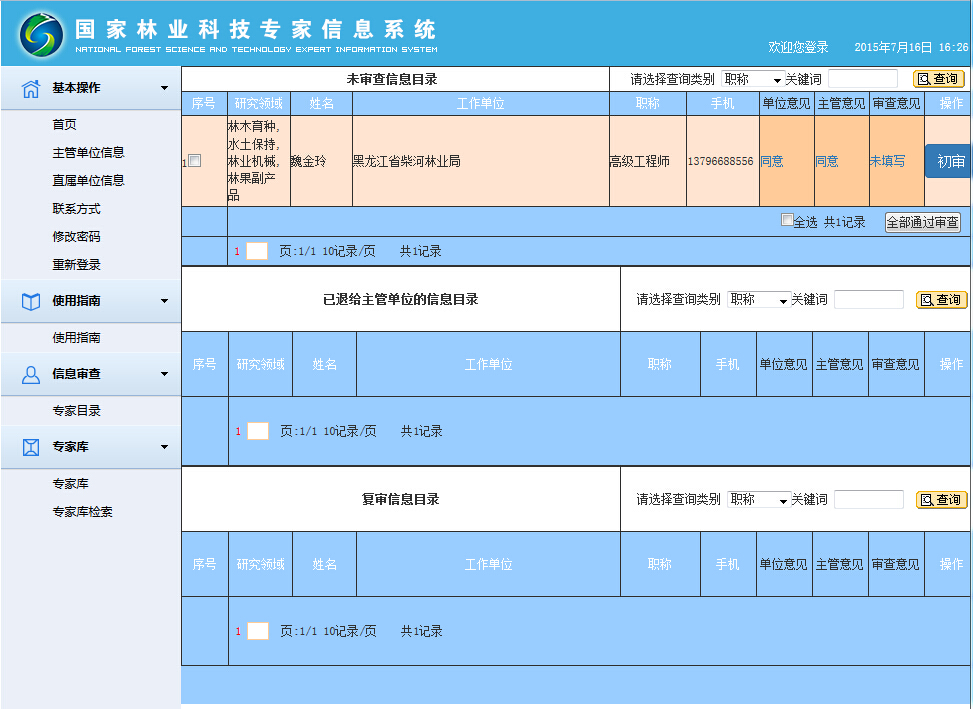 国家林业科技专家信息系统
NATIONAL FOREST SCIENCE AND TECHNOLOGY EXPERT INFORMATION SYSTEM
欢迎您登录 2015年7月16日 16:26
基本操作
首页
主管单位信息
直属单位信息
联系方式
修改密码
重新登录
使用指南
使用指南
信息审查
专家目录
专家库
专家库
专家库检索
未审查信息目录 请选择查询类别 职称 关键词 查询
序号 研究领域 姓名 工作单位 职称 手机 单位意见 主管意见 审查意见 操作
1 林木育种, 水土保持, 林业机械, 林果副产品 魏金玲 黑龙江省柴河林业局 高级工程师 13796688556 同意 同意 未填写 初审
全选 共1记录 全部通过审查
1 页:1/1 10记录/页 共1记录
已退给主管单位的信息目录 请选择查询类别 职称 关键词 查询
序号 研究领域 姓名 工作单位 职称 手机 单位意见 主管意见 审查意见 操作
1 页:1/1 10记录/页 共1记录
复审信息目录 请选择查询类别 职称 关键词 查询
序号 研究领域 姓名 工作单位 职称 手机 单位意见 主管意见 审查意见 操作
1 页:1/1 10记录/页 共1记录